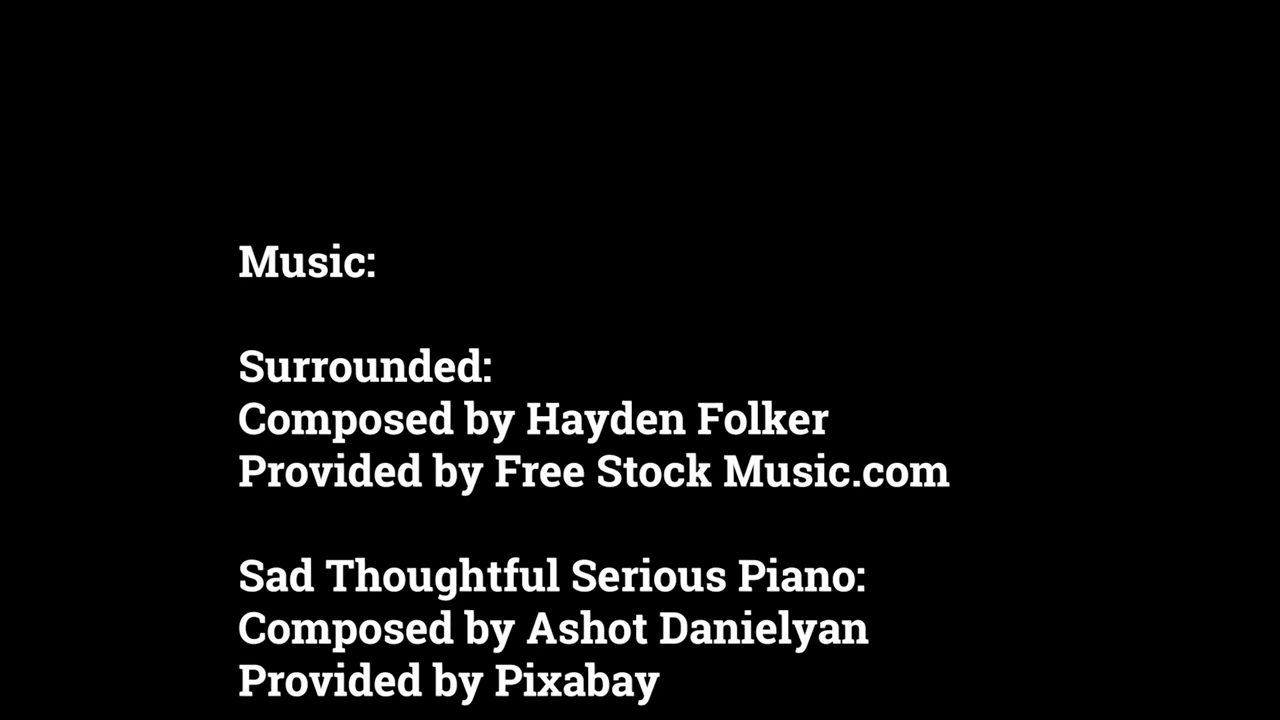 Music:
Surrounded:
Composed by Hayden Folker
Provided by Free Stock Music.com
Sad Thoughtful Serious Piano:
Composed by Ashot Danielyan
Provided by Pixabay